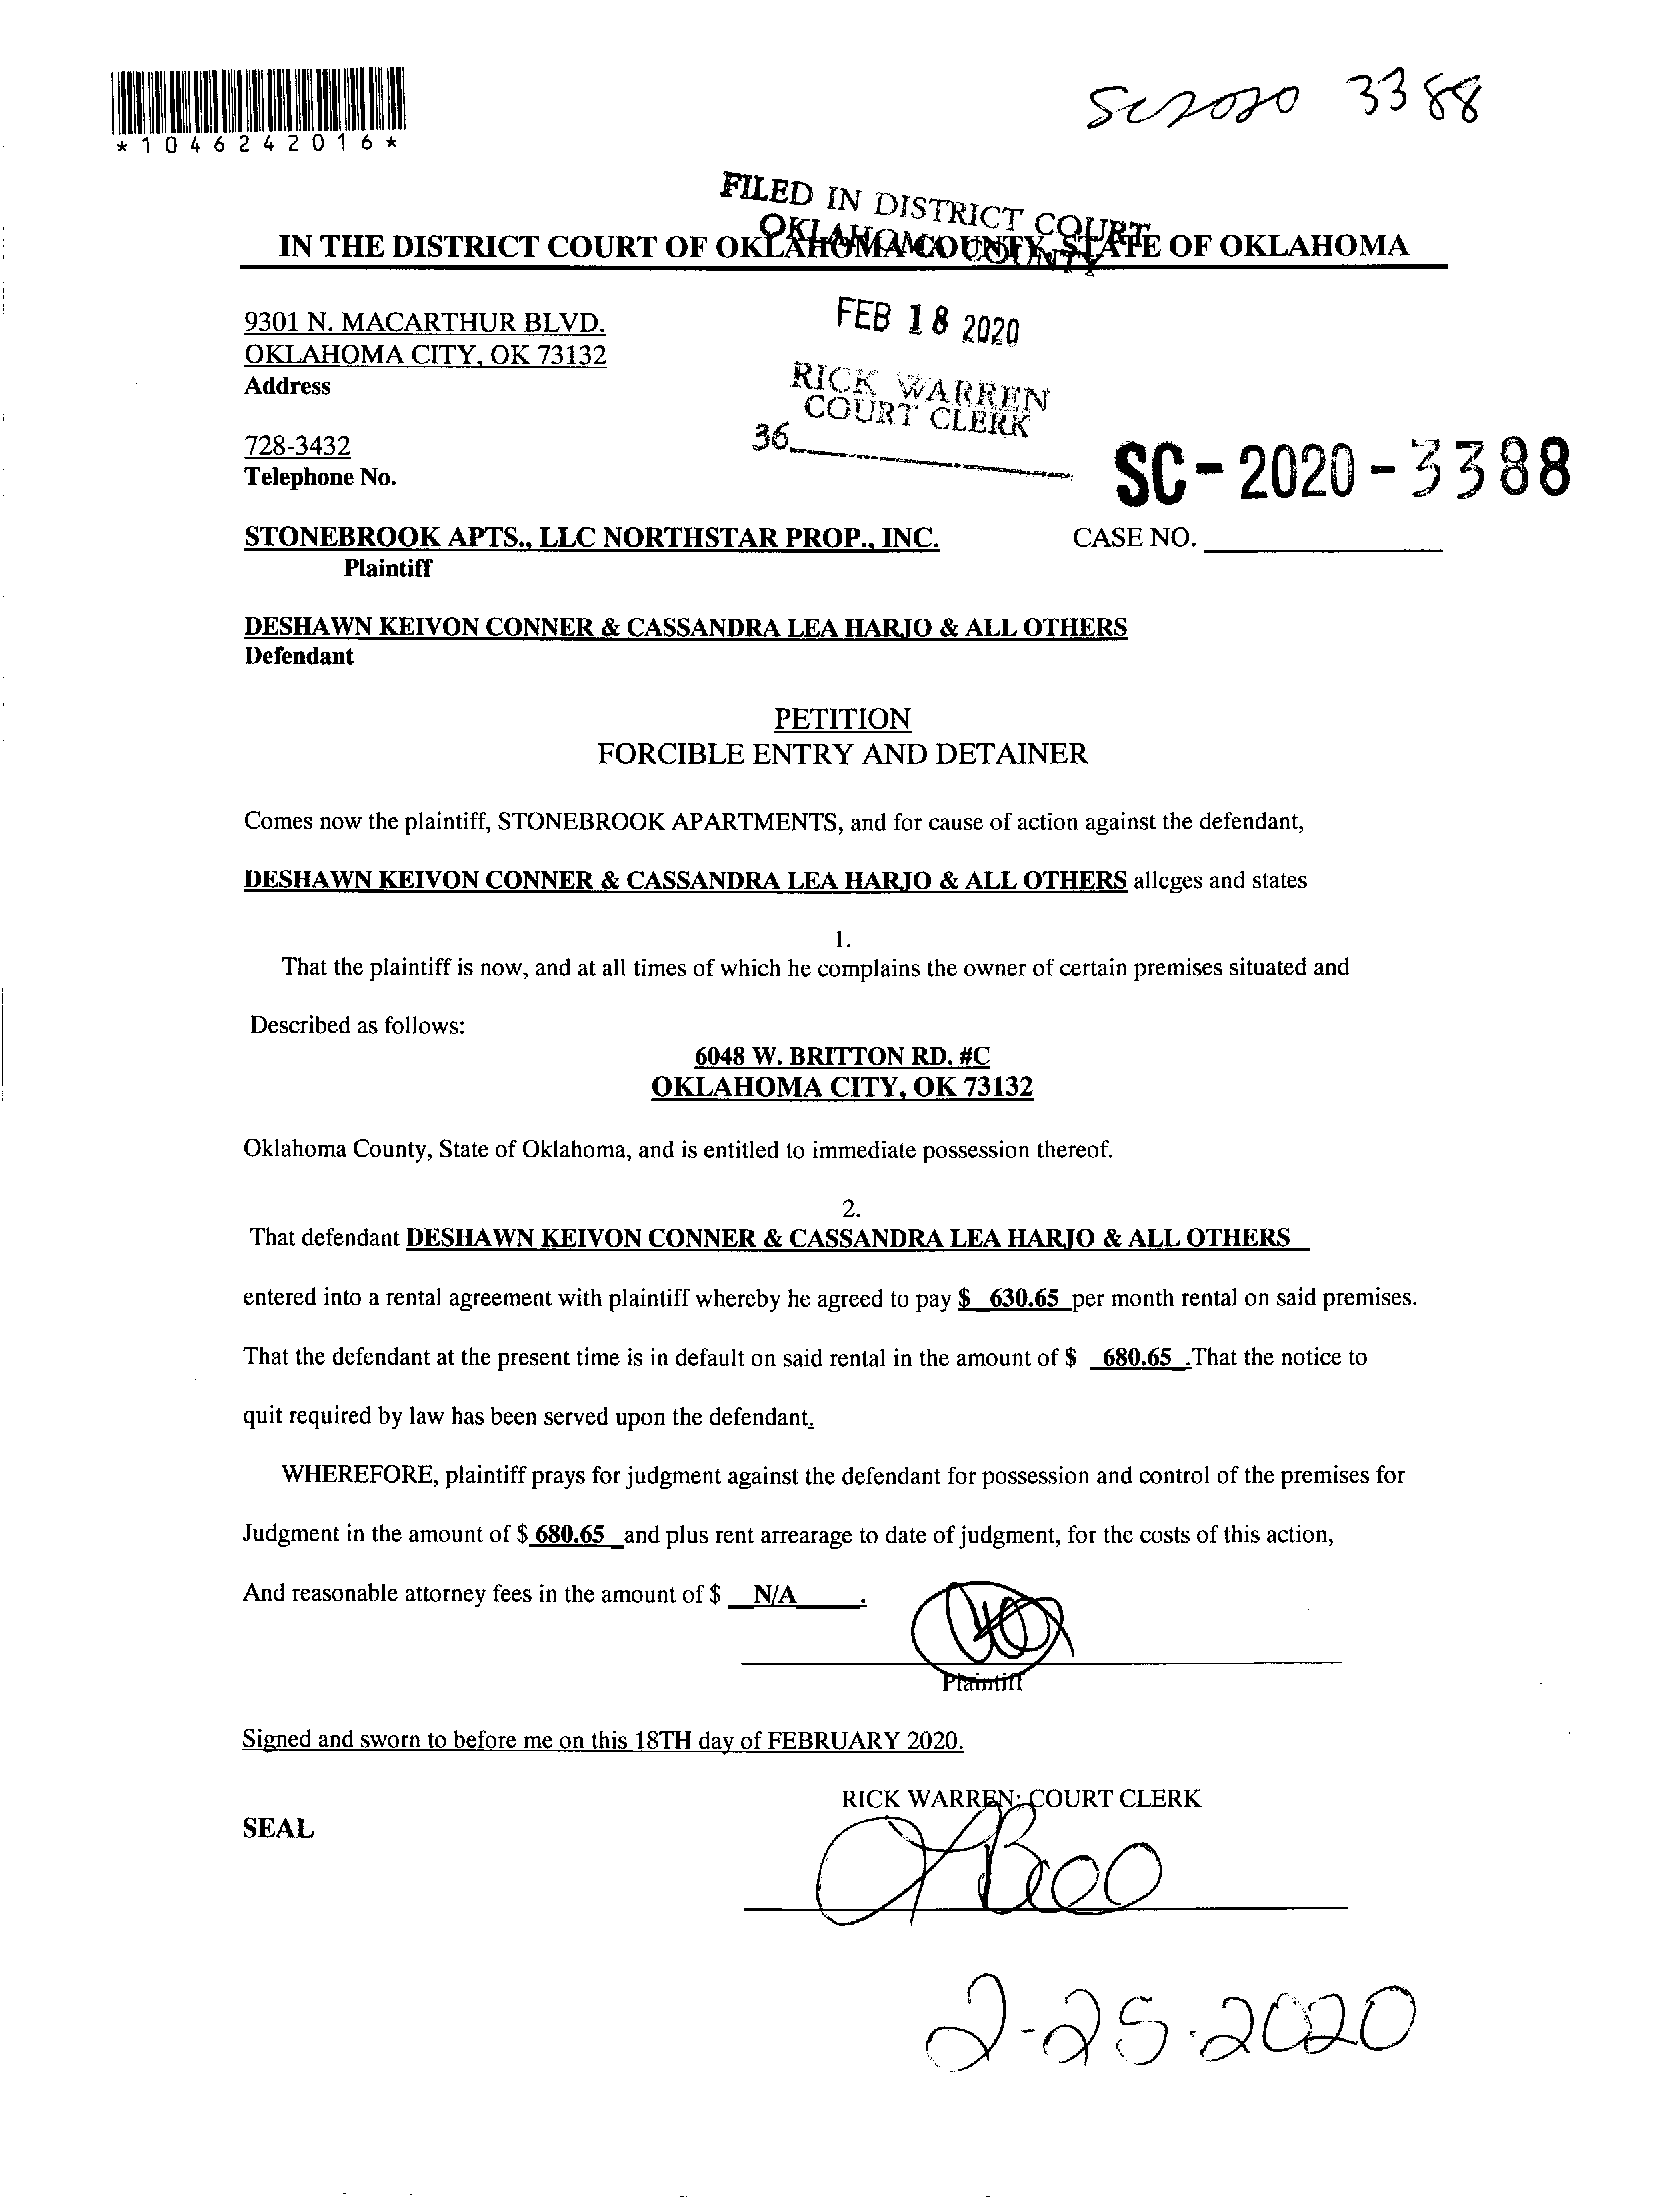 *1046242016*
SC2020 3388
FILED IN DISTRICT COURT
OKLAHOMA COUNTY
IN THE DISTRICT COURT OF OKLAHOMA COUNTY, STATE OF OKLAHOMA
9301 N. MACARTHUR BLVD.
OKLAHOMA CITY, OK 73132
Address
FEB 18 2020
RICK WARREN
COURT CLERK
36
728-3432
Telephone No.
SC-2020-3388
STONEBROOK APTS., LLC NORTHSTAR PROP., INC. CASE NO.
Plaintiff
DESHAWN KEIVON CONNER & CASSANDRA LEA HARJO & ALL OTHERS
Defendant
PETITION
FORCIBLE ENTRY AND DETAINER
Comes now the plaintiff, STONEBROOK APARTMENTS, and for cause of action against the defendant,
DESHAWN KEIVON CONNER & CASSANDRA LEA HARJO & ALL OTHERS alleges and states
1.
That the plaintiff is now, and at all times of which he complains the owner of certain premises situated and
Described as follows:
6048 W. BRITTON RD. #C
OKLAHOMA CITY, OK 73132
Oklahoma County, State of Oklahoma, and is entitled to immediate possession thereof.
2.
That defendant DESHAWN KEIVON CONNER & CASSANDRA LEA HARJO & ALL OTHERS
entered into a rental agreement with plaintiff whereby he agreed to pay $ 630.65 per month rental on said premises.
That the defendant at the present time is in default on said rental in the amount of $ 680.65 .That the notice to
quit required by law has been served upon the defendant.
WHEREFORE, plaintiff prays for judgment against the defendant for possession and control of the premises for
Judgment in the amount of $ 680.65 and plus rent arrearage to date of judgment, for the costs of this action,
And reasonable attorney fees in the amount of $ N/A .
Plaintiff
Signed and sworn to before me on this 18TH day of FEBRUARY 2020.
RICK WARREN; COURT CLERK
SEAL
2-25-2020